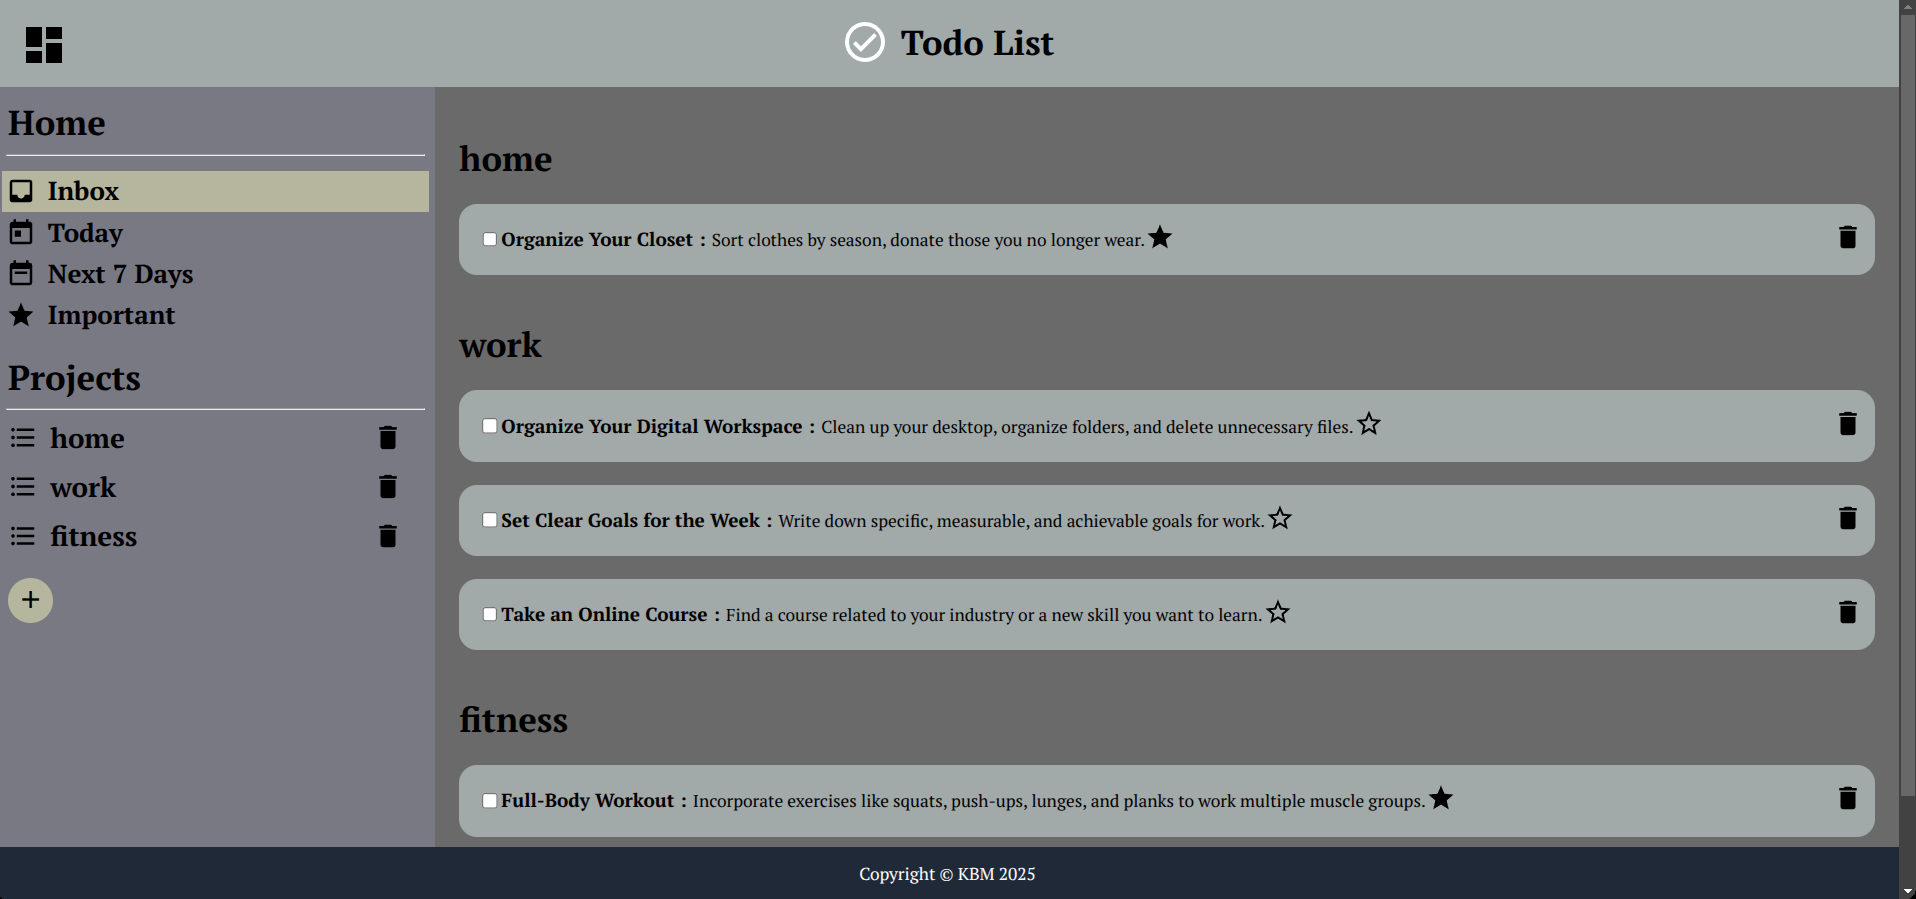 Todo List
Home
Inbox
Today
Next 7 Days
Important
Projects
home
work
fitness
+
home
Organize Your Closet : Sort clothes by season, donate those you no longer wear.
work
Organize Your Digital Workspace : Clean up your desktop, organize folders, and delete unnecessary files.
Set Clear Goals for the Week : Write down specific, measurable, and achievable goals for work.
Take an Online Course : Find a course related to your industry or a new skill you want to learn.
fitness
Full-Body Workout : Incorporate exercises like squats, push-ups, lunges, and planks to work multiple muscle groups.
Copyright © KBM 2025